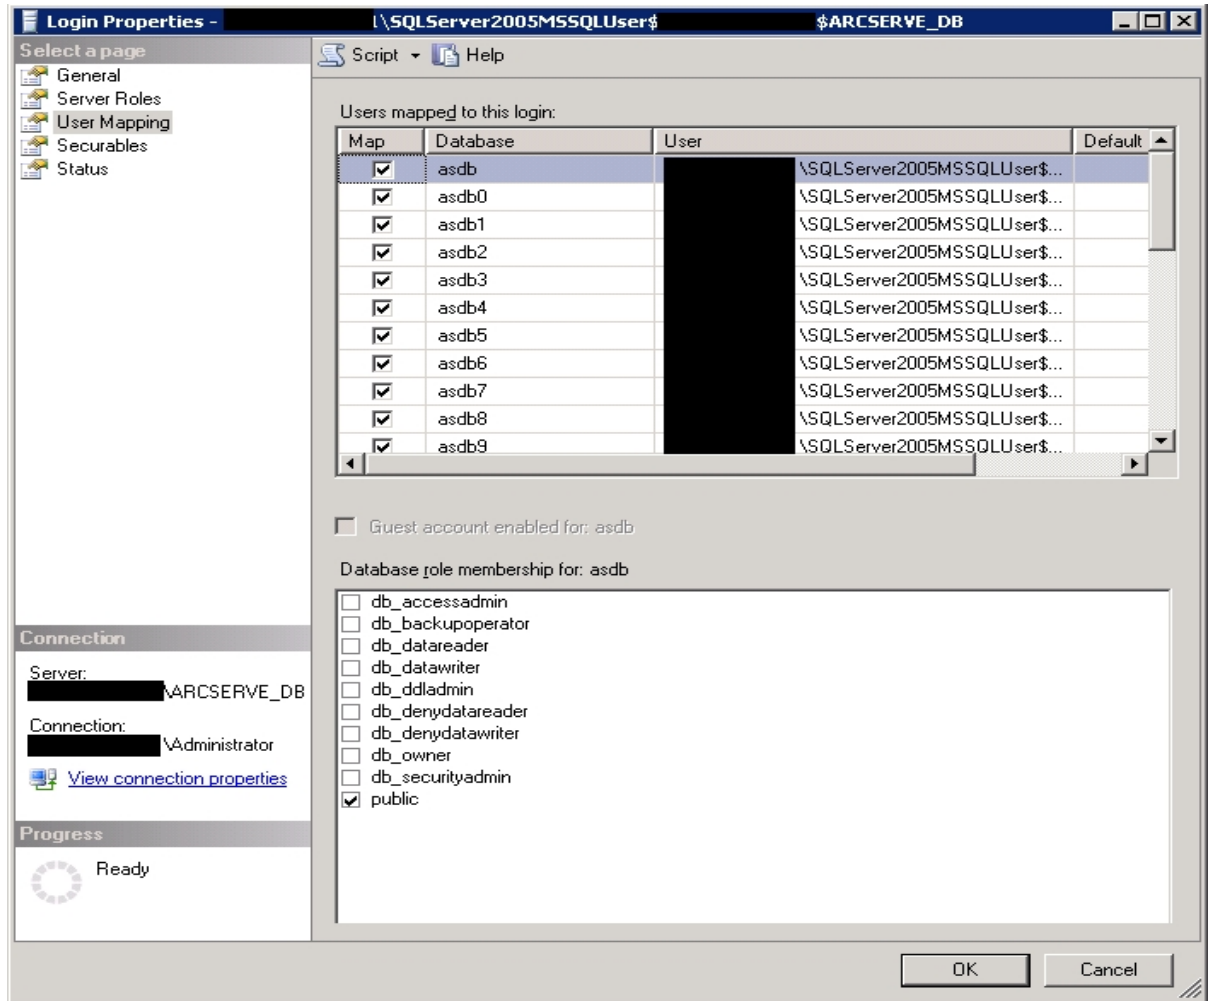 Login Properties - \SQLServer2005MSSQLUser$ $ARCSERVE_DB
Select a page
General
Server Roles
User Mapping
Securables
Status
Script Help
Users mapped to this login:
Map Database User Default
asdb \SQLServer2005MSSQLUser$...
asdb0 \SQLServer2005MSSQLUser$...
asdb1 \SQLServer2005MSSQLUser$...
asdb2 \SQLServer2005MSSQLUser$...
asdb3 \SQLServer2005MSSQLUser$...
asdb4 \SQLServer2005MSSQLUser$...
asdb5 \SQLServer2005MSSQLUser$...
asdb6 \SQLServer2005MSSQLUser$...
asdb7 \SQLServer2005MSSQLUser$...
asdb8 \SQLServer2005MSSQLUser$...
asdb9 \SQLServer2005MSSQLUser$...
Guest account enabled for: asdb
Database role membership for: asdb
db_accessadmin
db_backupoperator
db_datareader
db_datawriter
db_ddladmin
db_denydatareader
db_denydatawriter
db_owner
db_securityadmin
public
Connection
Server:
\ARCSERVE_DB
Connection:
\Administrator
View connection properties
Progress
Ready
OK Cancel